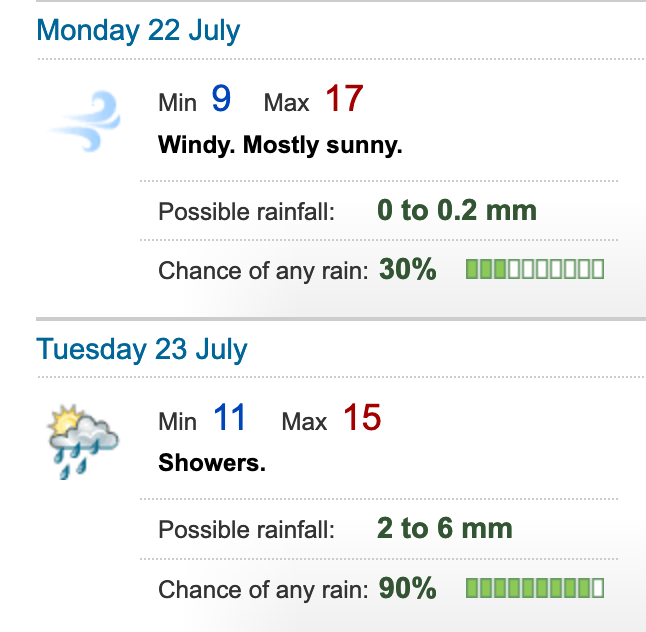 Monday 22 July
Min 9 Max 17
Windy. Mostly sunny.
Possible rainfall: 0 to 0.2 mm
Chance of any rain: 30%
Tuesday 23 July
Min 11 Max 15
Showers.
Possible rainfall: 2 to 6 mm
Chance of any rain: 90%